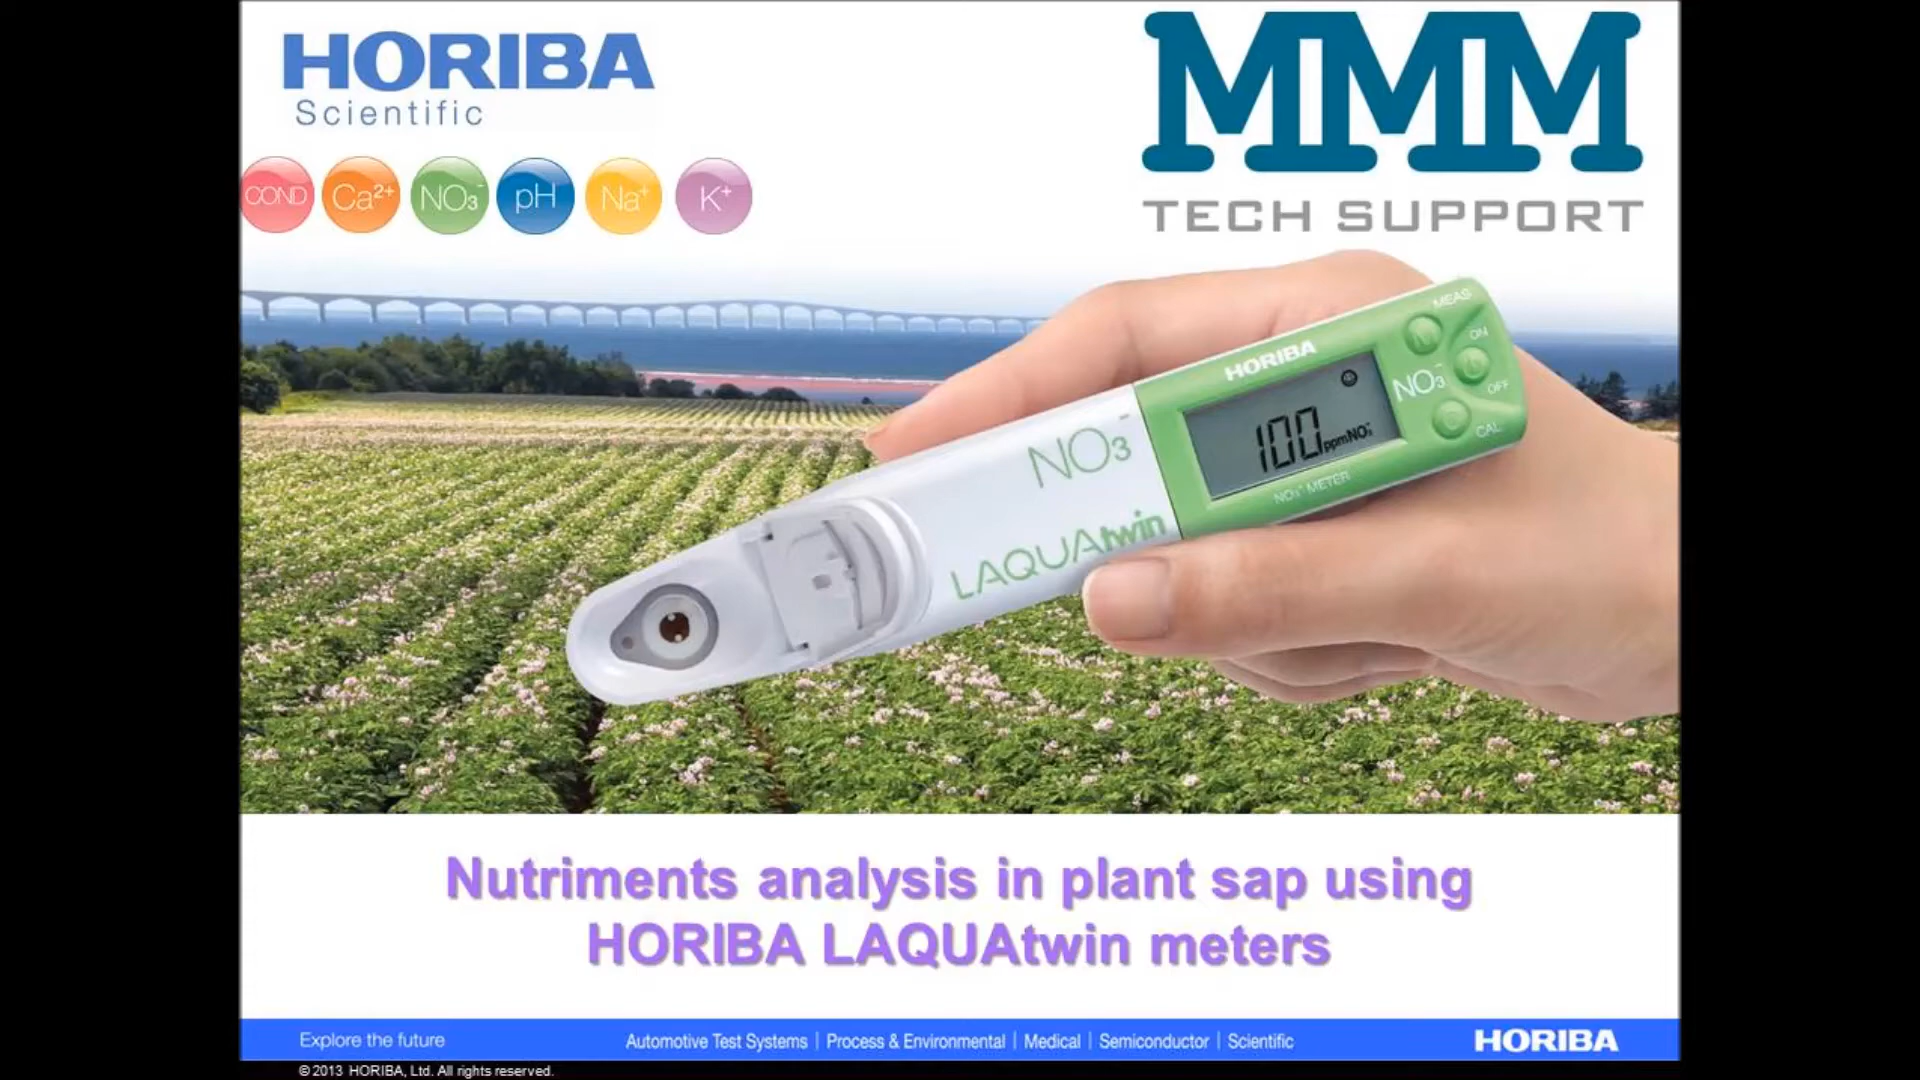 HORIBA
Scientific
MMM
TECH SUPPORT
COND Ca²⁺ NO₃⁻ pH Na⁺ K⁺
MEAS
ON
OFF
CAL
HORIBA
NO₃⁻
100 ppmNO₃⁻
NO₃⁻ METER
NO₃⁻
LAQUAtwin
Nutriments analysis in plant sap using
HORIBA LAQUAtwin meters
Explore the future
Automotive Test Systems | Process & Environmental | Medical | Semiconductor | Scientific
HORIBA
© 2013 HORIBA, Ltd. All rights reserved.